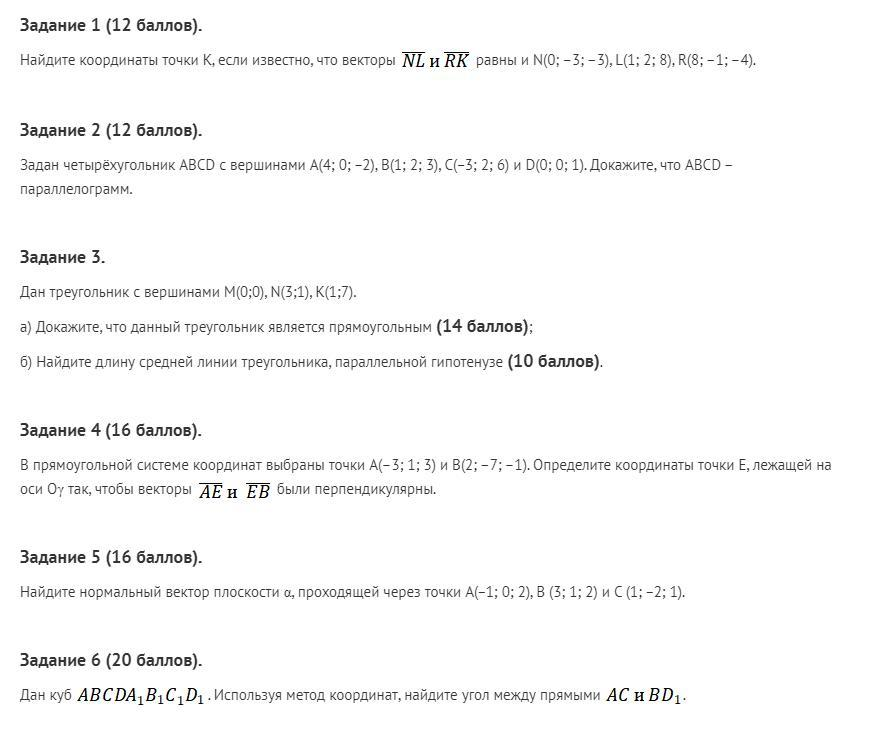 Задание 1 (12 баллов).
Найдите координаты точки К, если известно, что векторы NL и RK равны и N(0; −3; −3), L(1; 2; 8), R(8; −1; −4).
Задание 2 (12 баллов).
Задан четырёхугольник ABCD с вершинами А(4; 0; −2), В(1; 2; 3), С(−3; 2; 6) и D(0; 0; 1). Докажите, что ABCD −
параллелограмм.
Задание 3.
Дан треугольник с вершинами М(0;0), N(3;1), К(1;7).
а) Докажите, что данный треугольник является прямоугольным (14 баллов);
б) Найдите длину средней линии треугольника, параллельной гипотенузе (10 баллов).
Задание 4 (16 баллов).
В прямоугольной системе координат выбраны точки А(−3; 1; 3) и В(2; −7; −1). Определите координаты точки Е, лежащей на
оси Оγ так, чтобы векторы AE и EB были перпендикулярны.
Задание 5 (16 баллов).
Найдите нормальный вектор плоскости α, проходящей через точки А(−1; 0; 2), В (3; 1; 2) и С (1; −2; 1).
Задание 6 (20 баллов).
Дан куб ABCDA₁B₁C₁D₁ . Используя метод координат, найдите угол между прямыми AC и BD₁.